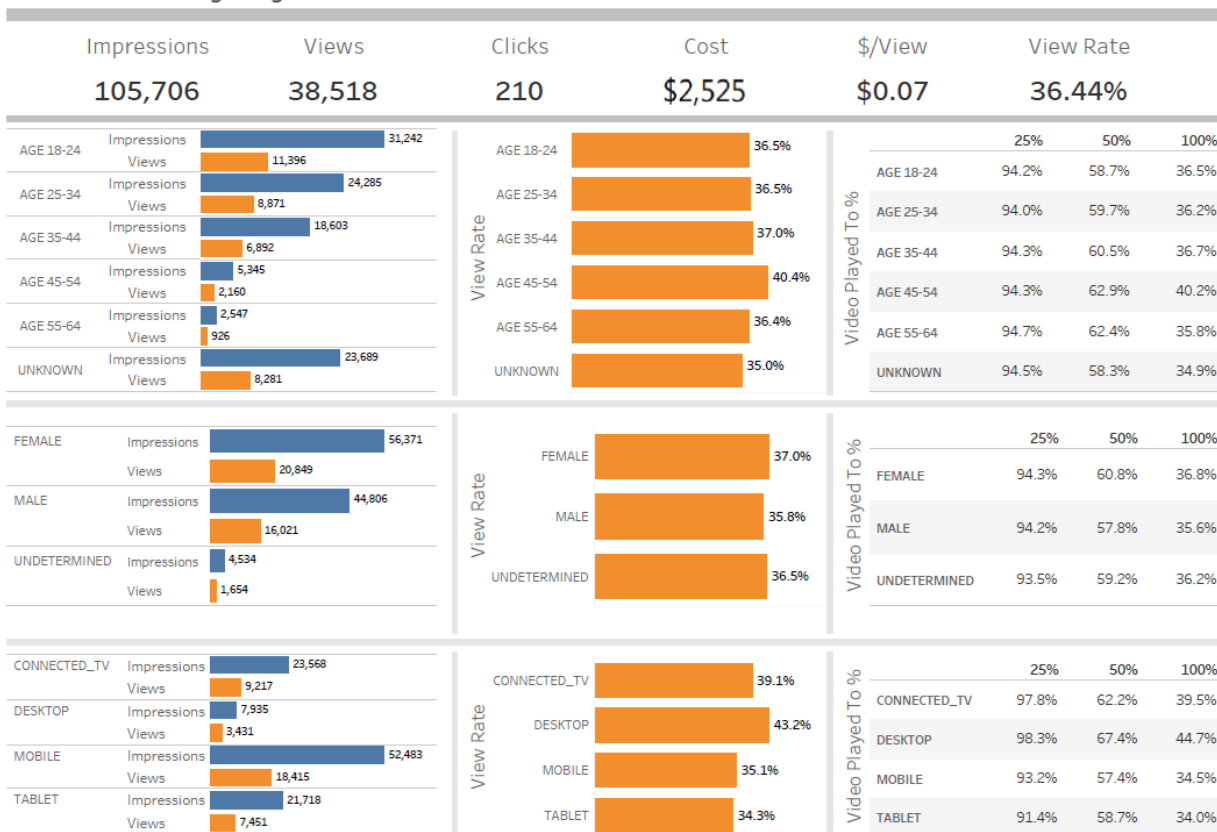 Impressions Views Clicks Cost $/View View Rate
105,706 38,518 210 $2,525 $0.07 36.44%
AGE 18-24 Impressions 31,242
Views 11,396
AGE 25-34 Impressions 24,285
Views 8,871
AGE 35-44 Impressions 18,603
Views 6,892
AGE 45-54 Impressions 5,345
Views 2,160
AGE 55-64 Impressions 2,547
Views 926
UNKNOWN Impressions 23,689
Views 8,281
View Rate
AGE 18-24 36.5%
AGE 25-34 36.5%
AGE 35-44 37.0%
AGE 45-54 40.4%
AGE 55-64 36.4%
UNKNOWN 35.0%
Video Played To %
25% 50% 100%
AGE 18-24 94.2% 58.7% 36.5%
AGE 25-34 94.0% 59.7% 36.2%
AGE 35-44 94.3% 60.5% 36.7%
AGE 45-54 94.3% 62.9% 40.2%
AGE 55-64 94.7% 62.4% 35.8%
UNKNOWN 94.5% 58.3% 34.9%
FEMALE Impressions 56,371
Views 20,849
MALE Impressions 44,806
Views 16,021
UNDETERMINED Impressions 4,534
Views 1,654
View Rate
FEMALE 37.0%
MALE 35.8%
UNDETERMINED 36.5%
Video Played To %
25% 50% 100%
FEMALE 94.3% 60.8% 36.8%
MALE 94.2% 57.8% 35.6%
UNDETERMINED 93.5% 59.2% 36.2%
CONNECTED_TV Impressions 23,568
Views 9,217
DESKTOP Impressions 7,935
Views 3,431
MOBILE Impressions 52,483
Views 18,415
TABLET Impressions 21,718
Views 7,451
View Rate
CONNECTED_TV 39.1%
DESKTOP 43.2%
MOBILE 35.1%
TABLET 34.3%
Video Played To %
25% 50% 100%
CONNECTED_TV 97.8% 62.2% 39.5%
DESKTOP 98.3% 67.4% 44.7%
MOBILE 93.2% 57.4% 34.5%
TABLET 91.4% 58.7% 34.0%